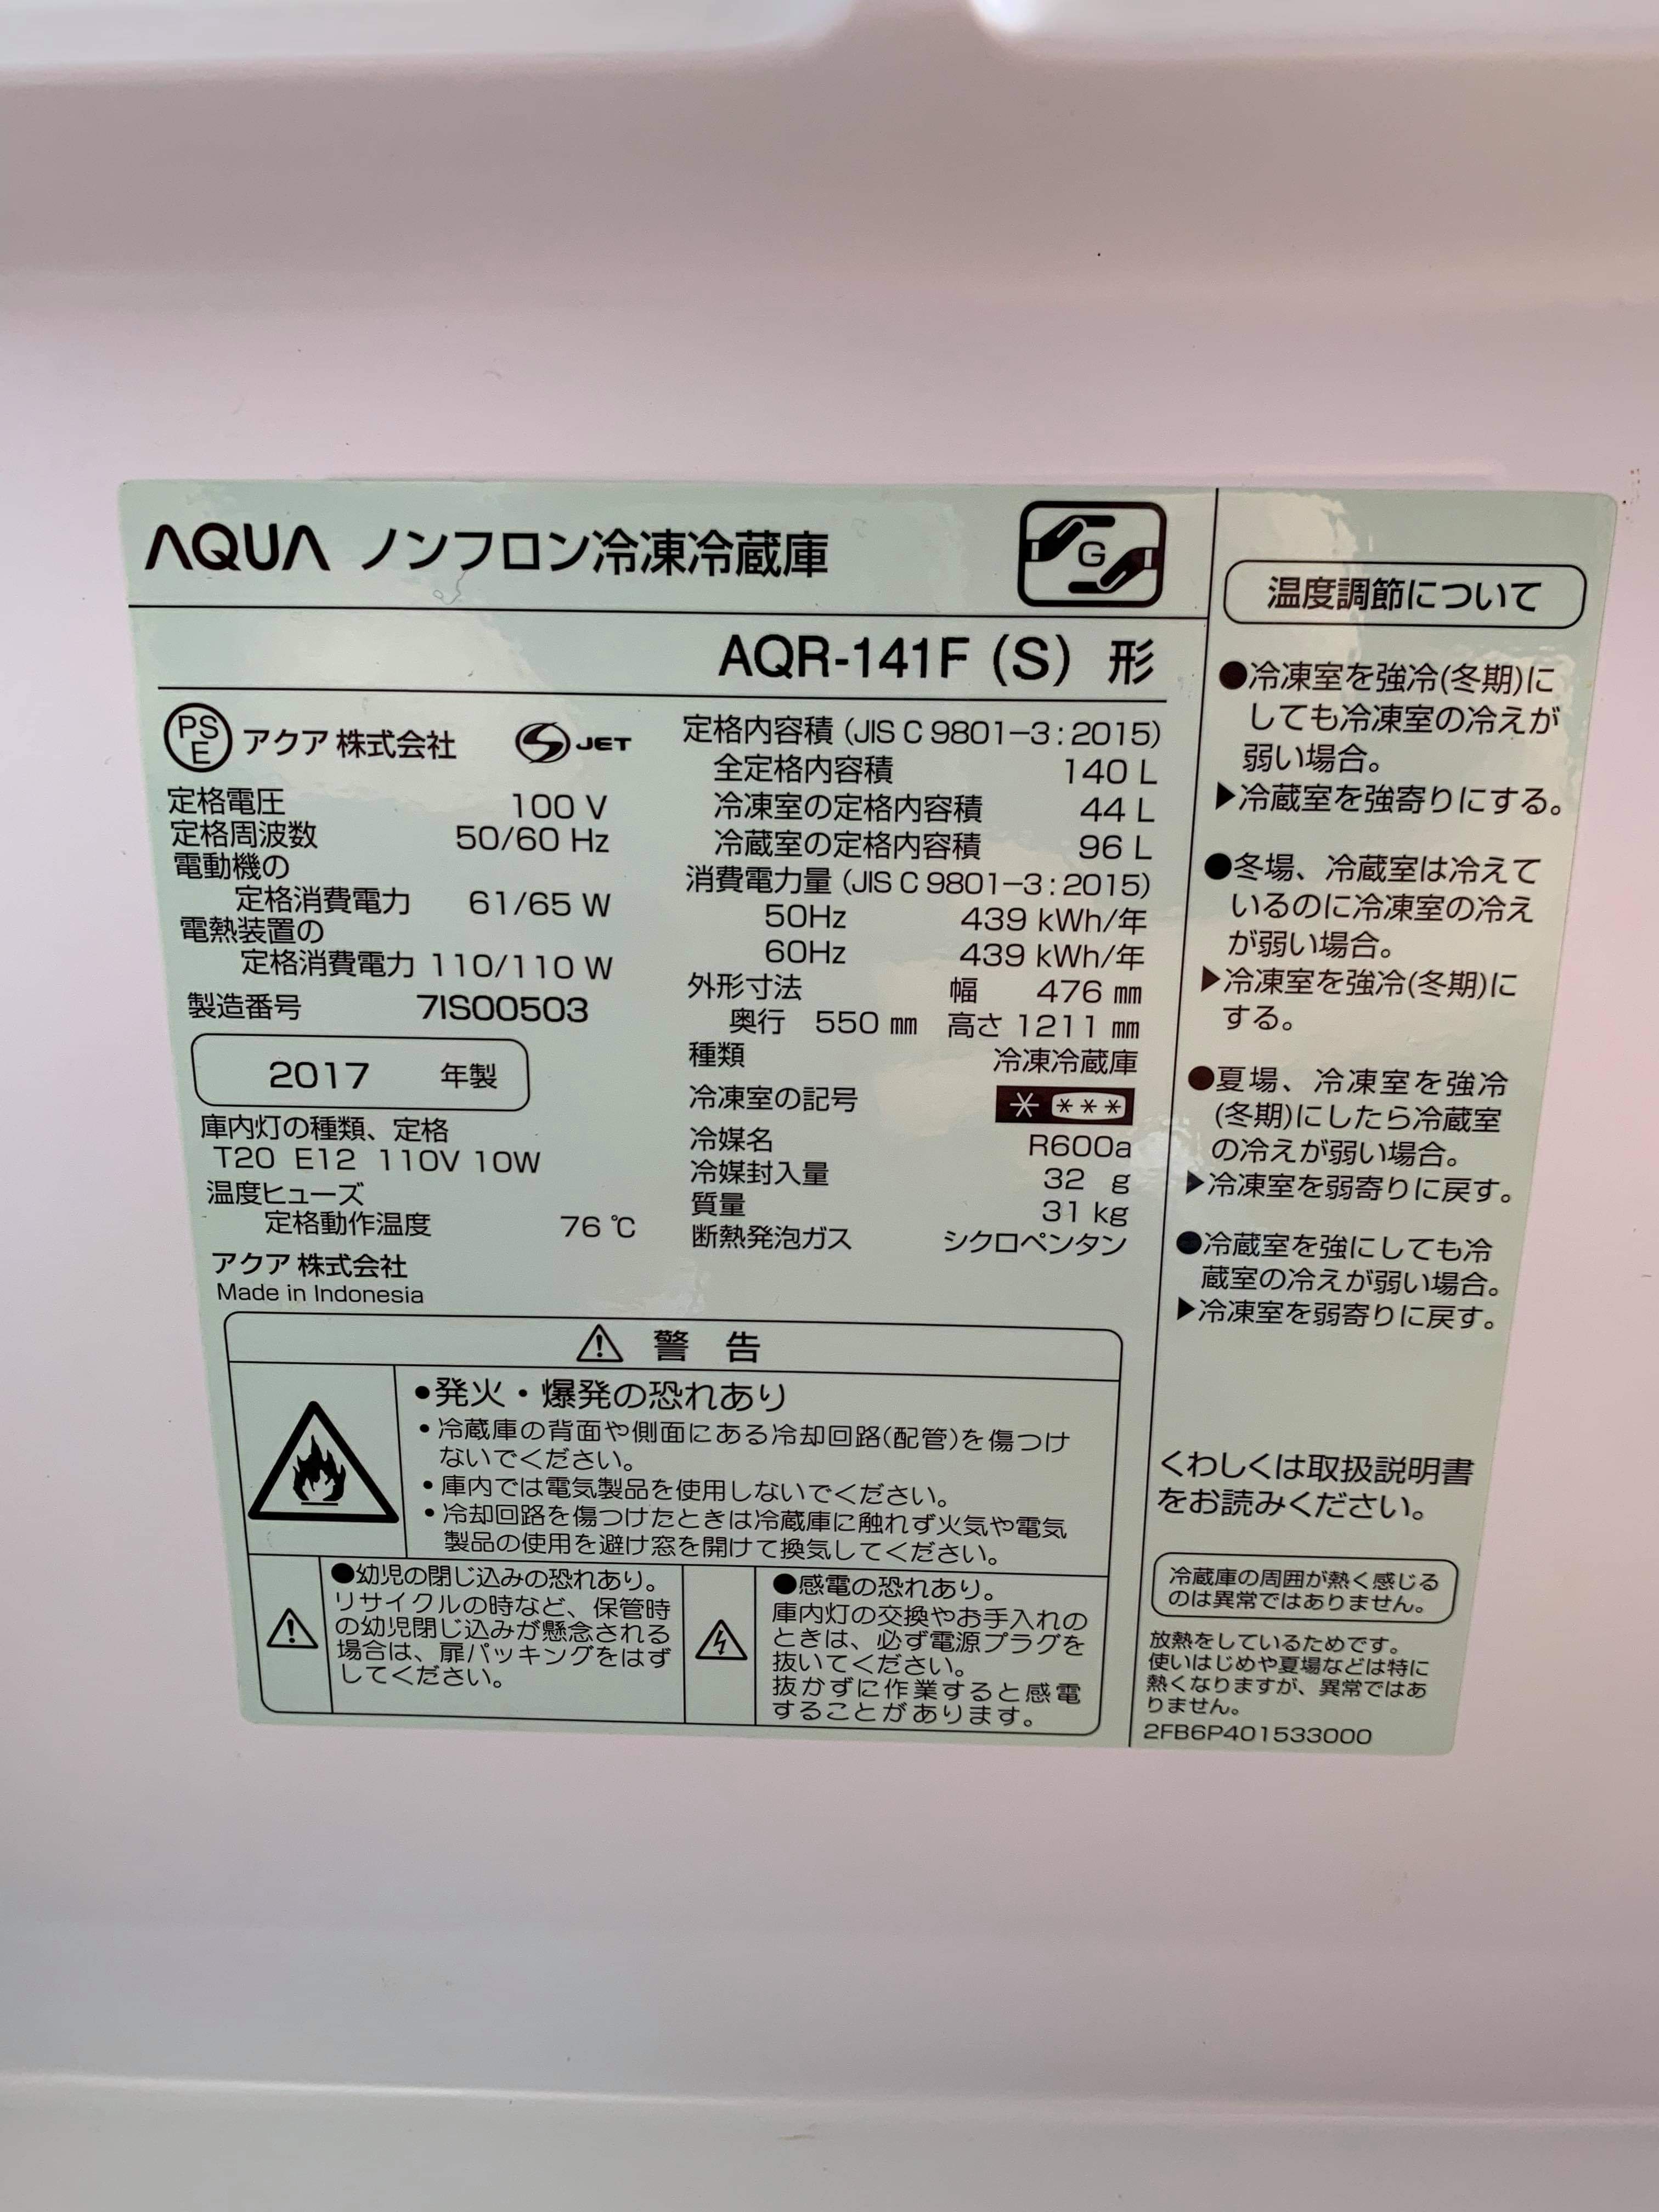 AQUA ノンフロン冷凍冷蔵庫
G
AQR-141F (S) 形
PSE アクア 株式会社 S JET
定格電圧 100 V
定格周波数 50/60 Hz
電動機の
定格消費電力 61/65 W
電熱装置の
定格消費電力 110/110 W
製造番号 7IS00503
2017 年製
庫内灯の種類、定格
T20 E12 110V 10W
温度ヒューズ
定格動作温度 76 ℃
アクア 株式会社
Made in Indonesia
定格内容積 (JIS C 9801-3:2015)
全定格内容積 140 L
冷凍室の定格内容積 44 L
冷蔵室の定格内容積 96 L
消費電力量 (JIS C 9801-3:2015)
50Hz 439 kWh/年
60Hz 439 kWh/年
外形寸法 幅 476 mm
奥行 550 mm 高さ 1211 mm
種類 冷凍冷蔵庫
冷凍室の記号 * ***
冷媒名 R600a
冷媒封入量 32 g
質量 31 kg
断熱発泡ガス シクロペンタン
⚠ 警 告
●発火・爆発の恐れあり
・冷蔵庫の背面や側面にある冷却回路(配管)を傷つけ
ないでください。
・庫内では電気製品を使用しないでください。
・冷却回路を傷つけたときは冷蔵庫に触れず火気や電気
製品の使用を避け窓を開けて換気してください。
●幼児の閉じ込みの恐れあり。
リサイクルの時など、保管時
の幼児閉じ込みが懸念される
場合は、扉パッキングをはず
してください。
●感電の恐れあり。
庫内灯の交換やお手入れの
ときは、必ず電源プラグを
抜いてください。
抜かずに作業すると感電
することがあります。
温度調節について
●冷凍室を強冷(冬期)に
しても冷凍室の冷えが
弱い場合。
▶冷蔵室を強寄りにする。
●冬場、冷蔵室は冷えて
いるのに冷凍室の冷え
が弱い場合。
▶冷凍室を強冷(冬期)に
する。
●夏場、冷凍室を強冷
(冬期)にしたら冷蔵室
の冷えが弱い場合。
▶冷凍室を弱寄りに戻す。
●冷蔵室を強にしても冷
蔵室の冷えが弱い場合。
▶冷凍室を弱寄りに戻す。
くわしくは取扱説明書
をお読みください。
冷蔵庫の周囲が熱く感じる
のは異常ではありません。
放熱をしているためです。
使いはじめや夏場などは特に
熱くなりますが、異常ではあ
りません。
2FB6P401533000